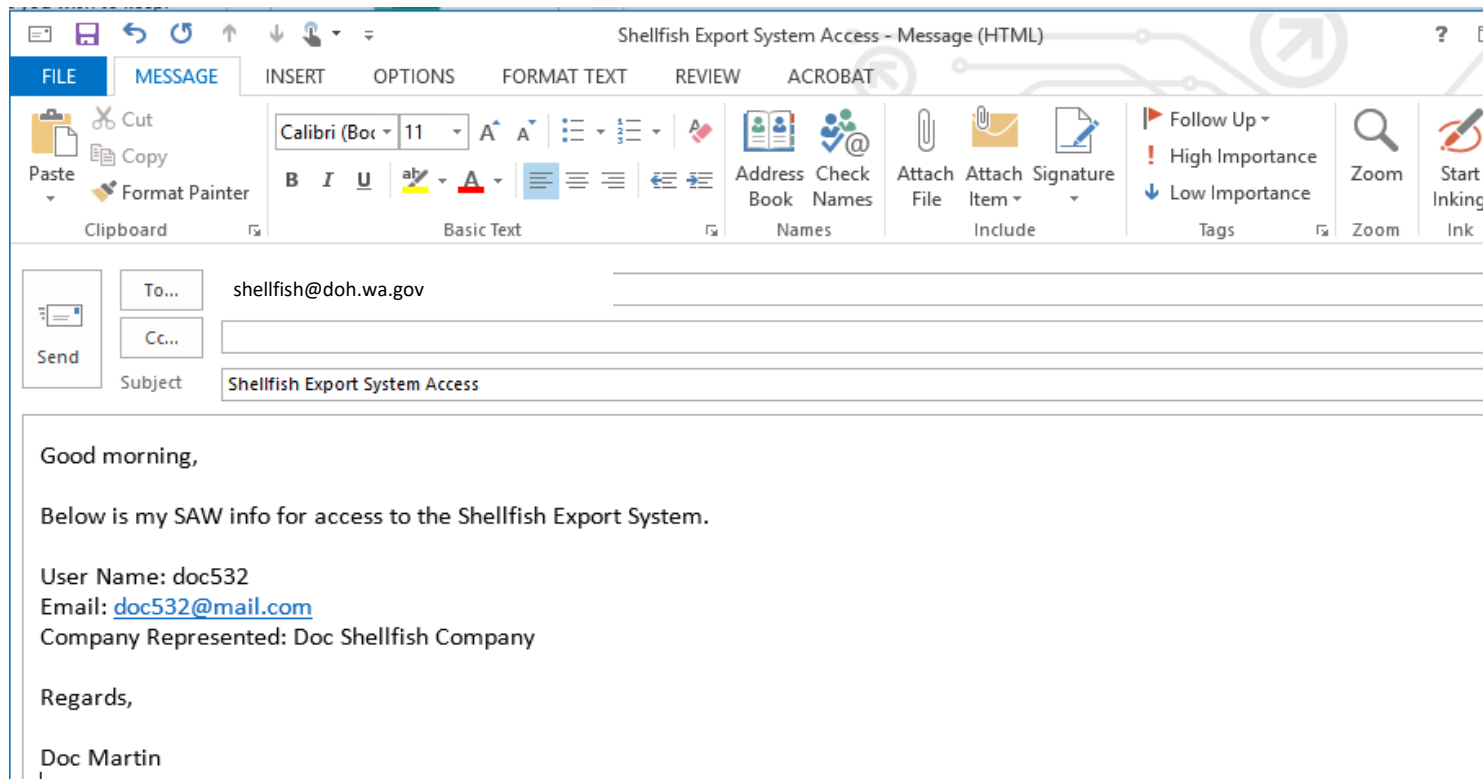 Shellfish Export System Access - Message (HTML)
?
FILE MESSAGE INSERT OPTIONS FORMAT TEXT REVIEW ACROBAT
Paste
Cut
Copy
Format Painter
Clipboard
Calibri (Boc 11
B I U
Basic Text
Address Book
Check Names
Names
Attach File
Attach Item
Signature
Include
Follow Up
High Importance
Low Importance
Tags
Zoom
Zoom
Start Inking
Ink
Send
To... shellfish@doh.wa.gov
Cc...
Subject Shellfish Export System Access
Good morning,
Below is my SAW info for access to the Shellfish Export System.
User Name: doc532
Email: doc532@mail.com
Company Represented: Doc Shellfish Company
Regards,
Doc Martin